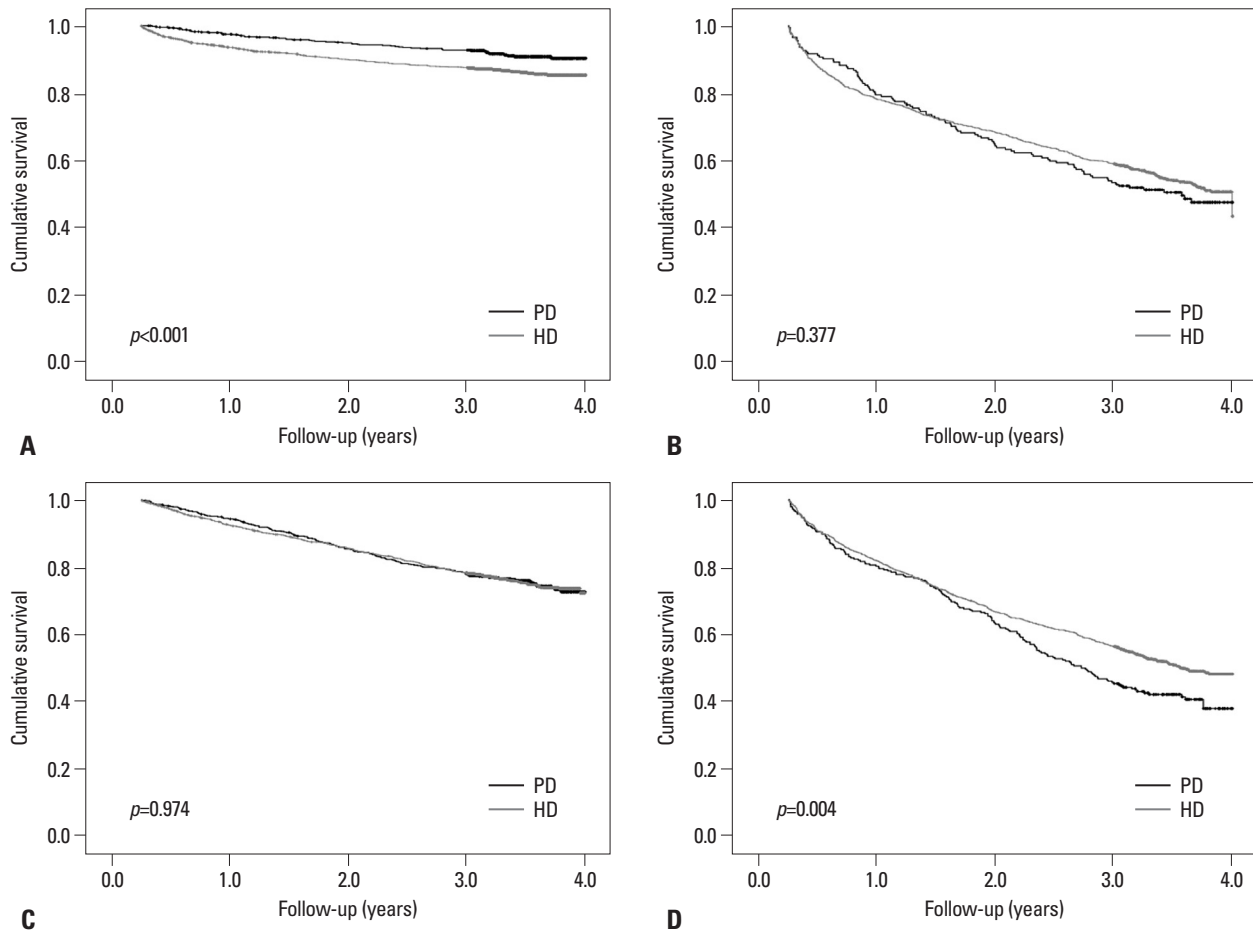 1.0
0.8
0.6
0.4
0.2
0.0
Cumulative survival
PD
HD
p<0.001
0.0 1.0 2.0 3.0 4.0
Follow-up (years)
A
1.0
0.8
0.6
0.4
0.2
0.0
Cumulative survival
PD
HD
p=0.377
0.0 1.0 2.0 3.0 4.0
Follow-up (years)
B
1.0
0.8
0.6
0.4
0.2
0.0
Cumulative survival
PD
HD
p=0.974
0.0 1.0 2.0 3.0 4.0
Follow-up (years)
C
1.0
0.8
0.6
0.4
0.2
0.0
Cumulative survival
PD
HD
p=0.004
0.0 1.0 2.0 3.0 4.0
Follow-up (years)
D